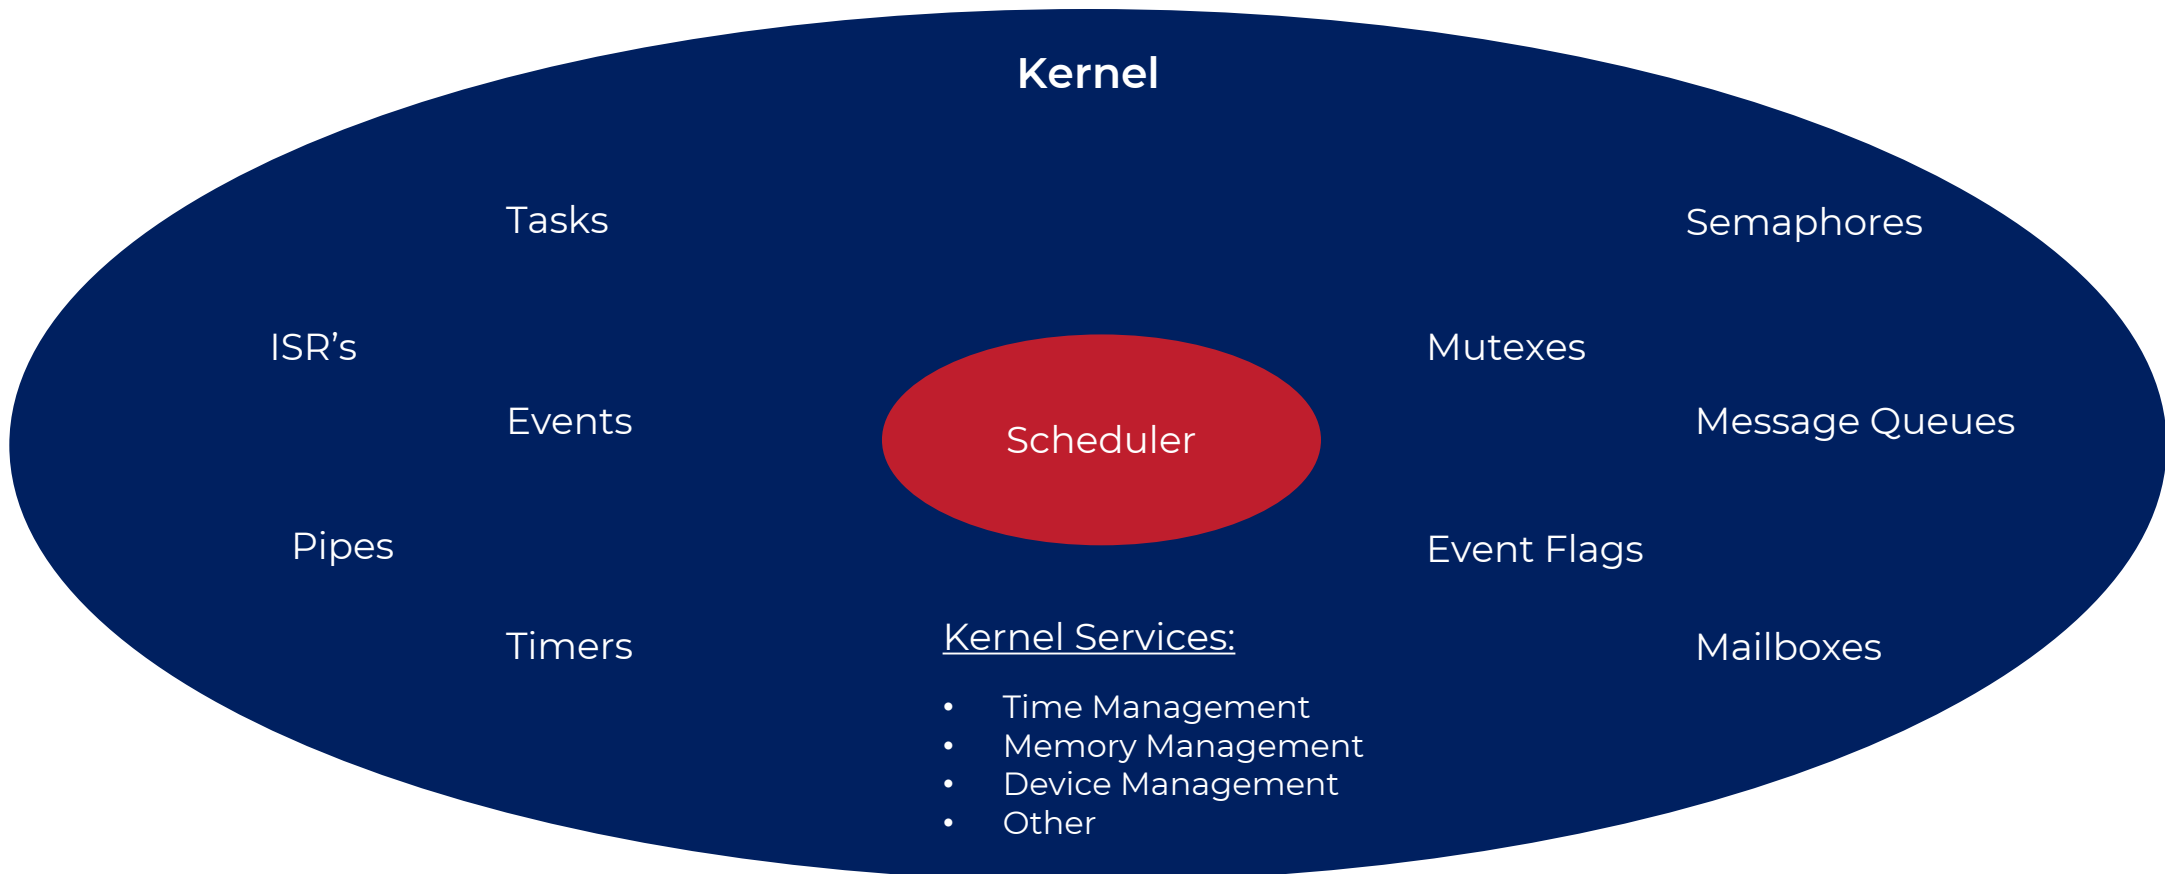 Kernel
Tasks
Semaphores
ISR’s
Mutexes
Events
Message Queues
Scheduler
Pipes
Event Flags
Timers
Mailboxes
Kernel Services:
• Time Management
• Memory Management
• Device Management
• Other